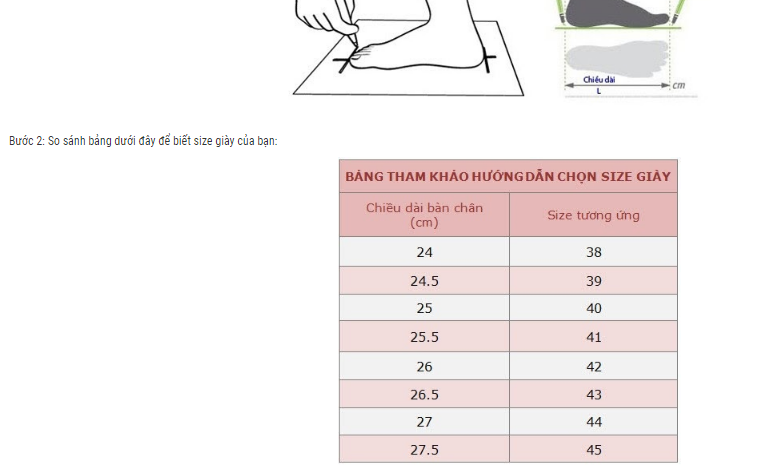 Chiều dài
L
cm
Bước 2: So sánh bảng dưới đây để biết size giày của bạn:
BẢNG THAM KHẢO HƯỚNG DẪN CHỌN SIZE GIÀY
Chiều dài bàn chân
(cm)
Size tương ứng
24 38
24.5 39
25 40
25.5 41
26 42
26.5 43
27 44
27.5 45